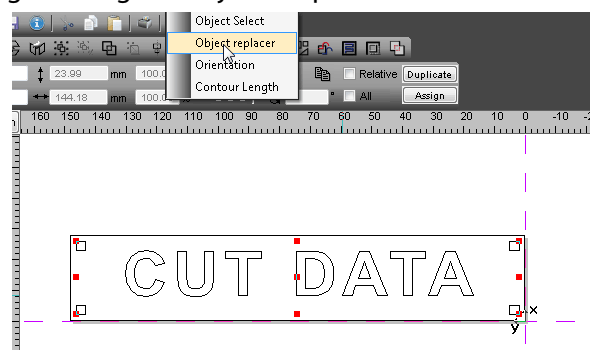 Object Select
Object replacer
Orientation
Contour Length
23.99 mm 100.0
144.18 mm 100.0
° Relative Duplicate
All Assign
160 150 140 130 120 110 100 90 80 70 60 50 40 30 20 10 0 -10 -2
CUT DATA
x
y